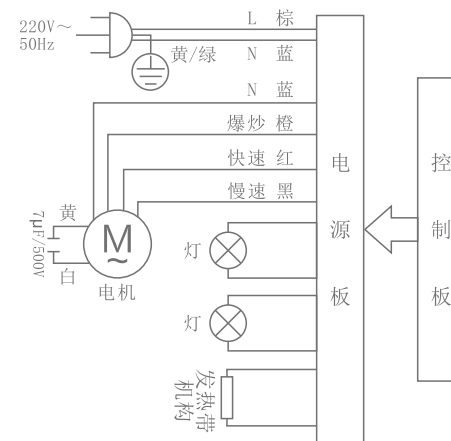 220V～
50Hz
L 棕
黄/绿
N 蓝
N 蓝
爆炒 橙
快速 红
慢速 黑
黄
7μF/500V
白
M
～
电机
灯
灯
发热带
机构
电源板
控制板